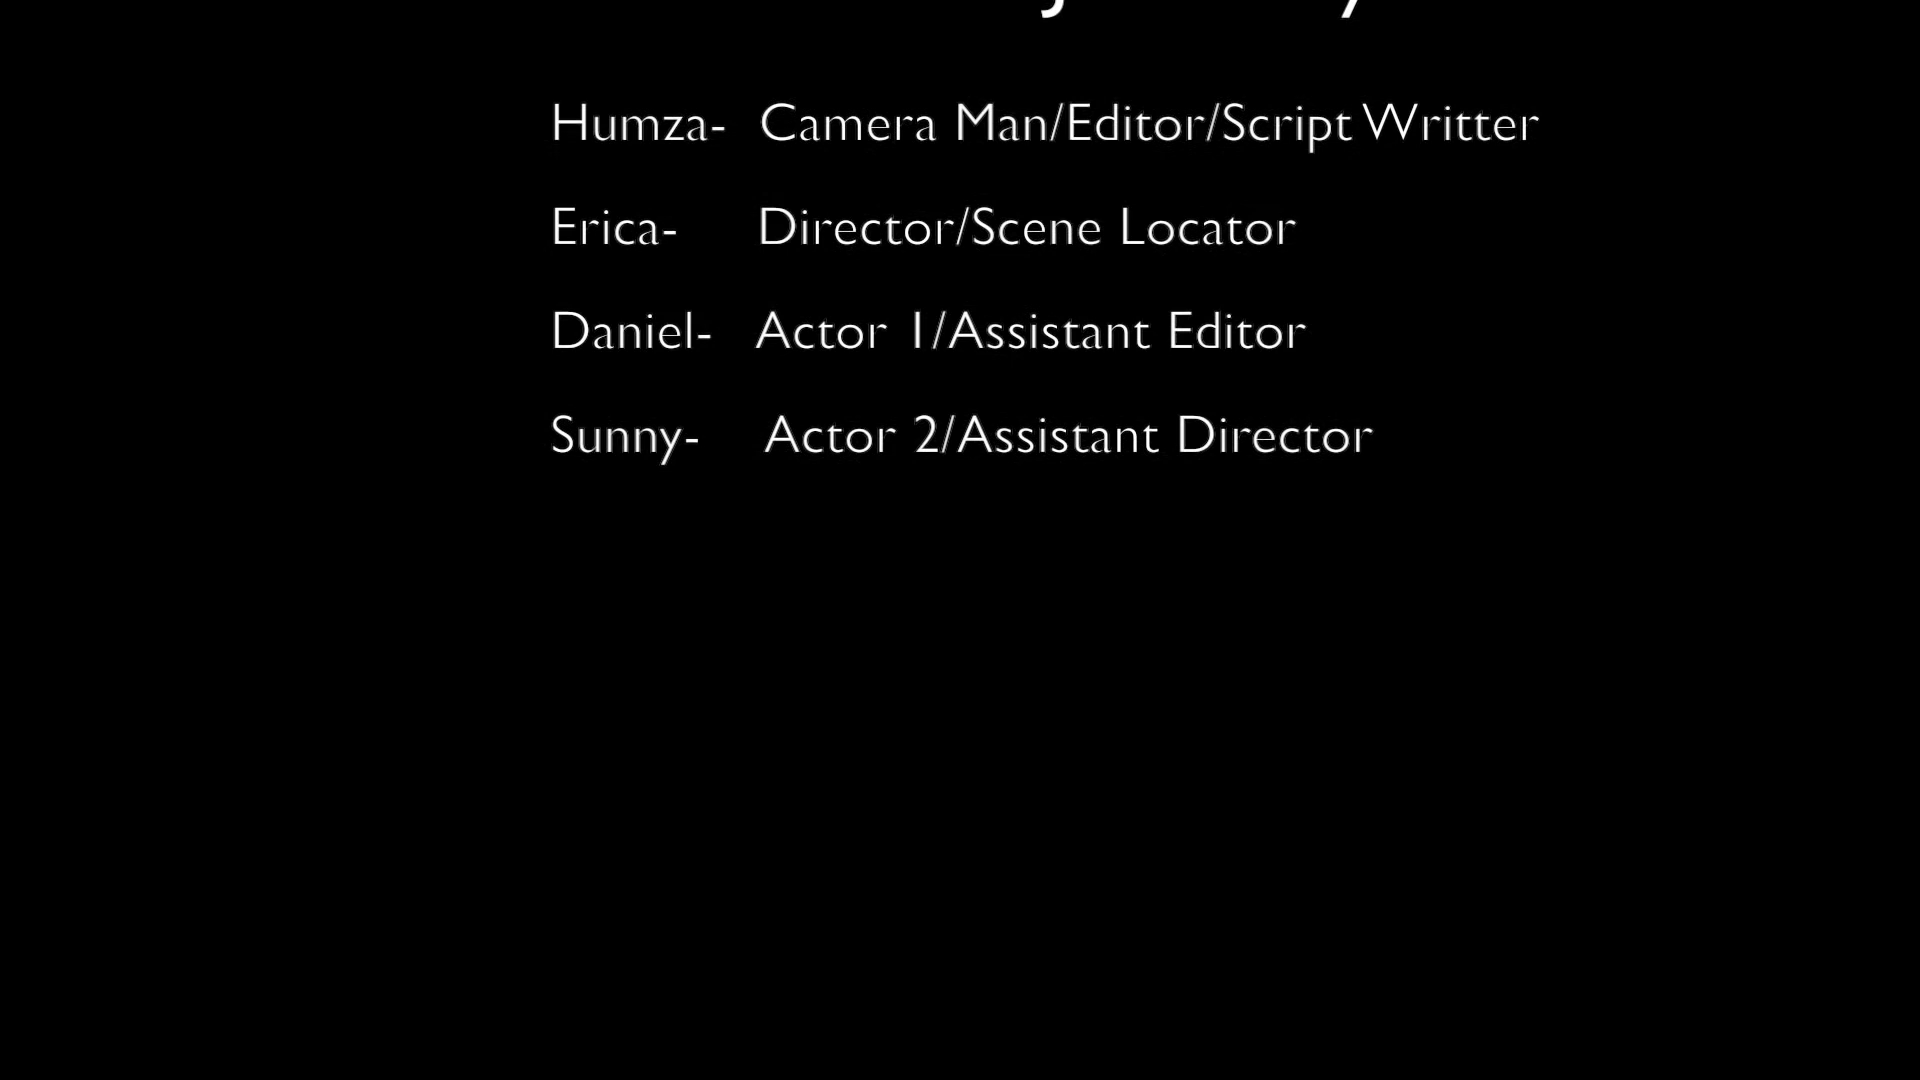 Humza- Camera Man/Editor/Script Writter
Erica- Director/Scene Locator
Daniel- Actor 1/Assistant Editor
Sunny- Actor 2/Assistant Director